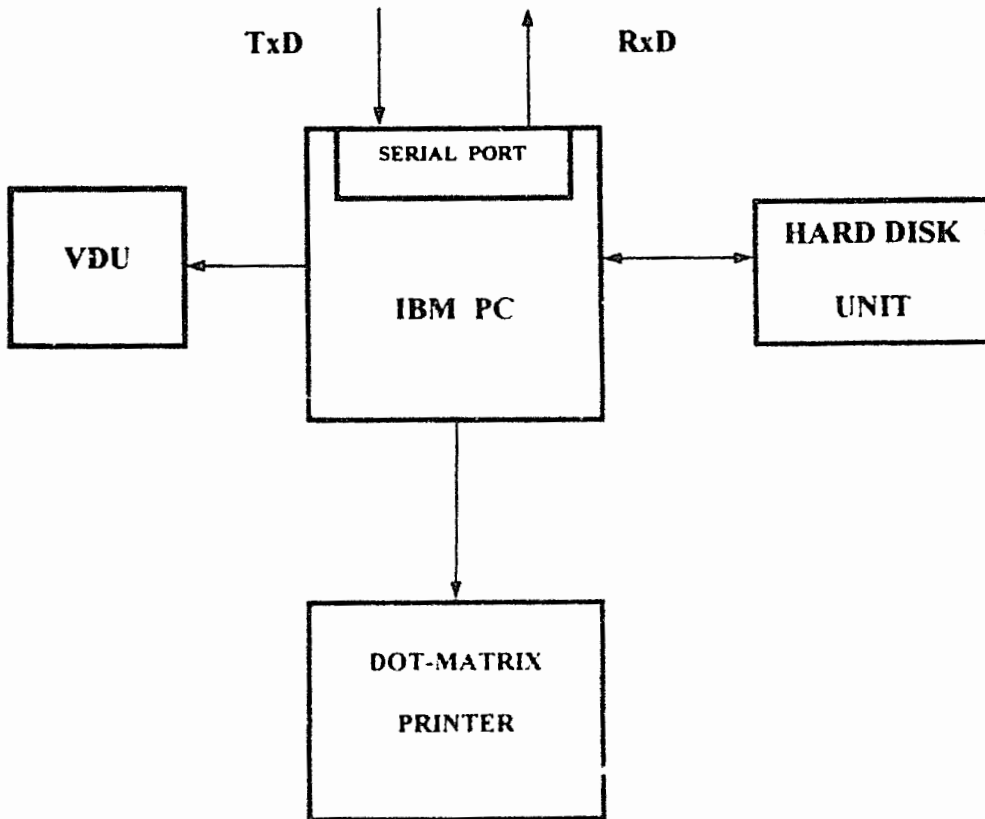 TxD
RxD
SERIAL PORT
VDU
IBM PC
HARD DISK
UNIT
DOT-MATRIX
PRINTER